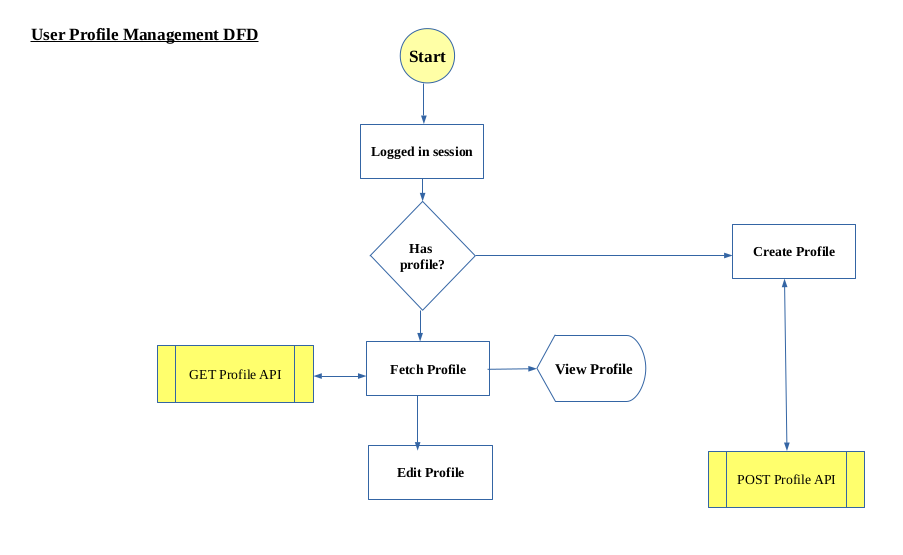 User Profile Management DFD
Start
Logged in session
Has
profile?
Create Profile
GET Profile API
Fetch Profile
View Profile
Edit Profile
POST Profile API